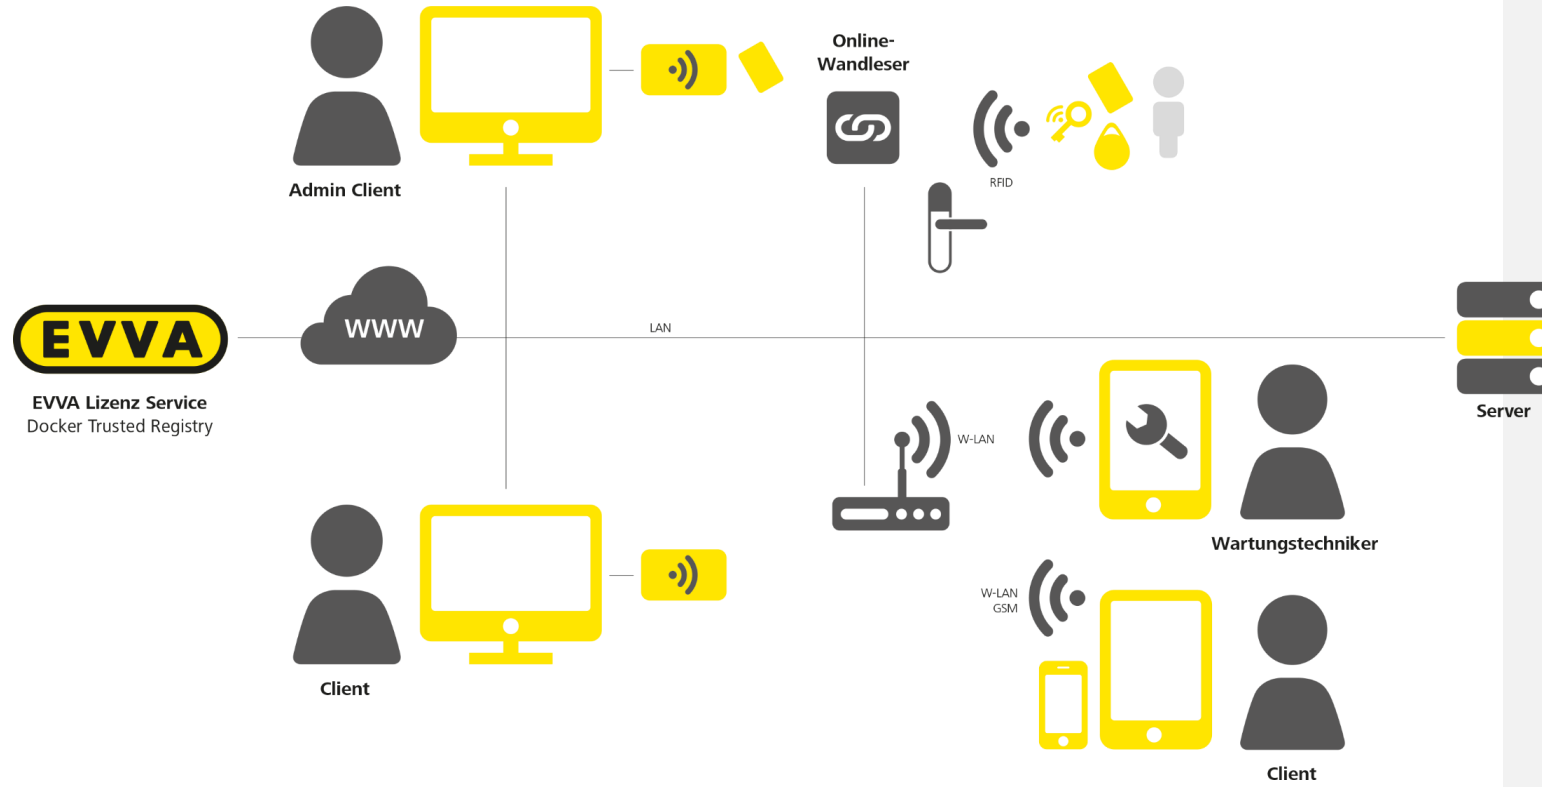 Online-
Wandleser
RFID
Admin Client
WWW
LAN
EVVA
EVVA Lizenz Service
Docker Trusted Registry
Server
W-LAN
Wartungstechniker
W-LAN
GSM
Client
Client